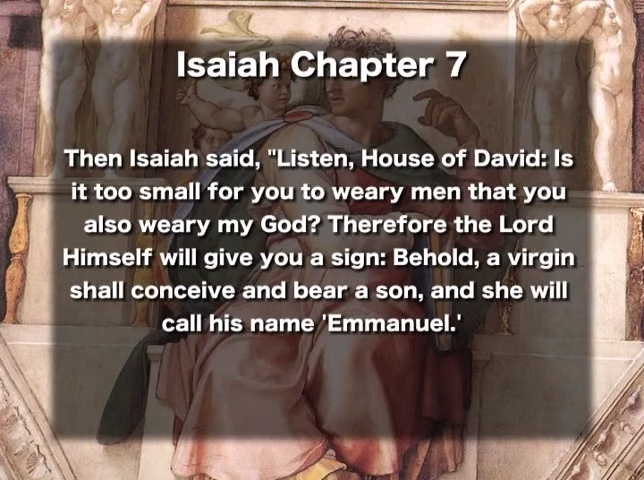 Isaiah Chapter 7
Then Isaiah said, "Listen, House of David: Is
it too small for you to weary men that you
also weary my God? Therefore the Lord
Himself will give you a sign: Behold, a virgin
shall conceive and bear a son, and she will
call his name 'Emmanuel.'